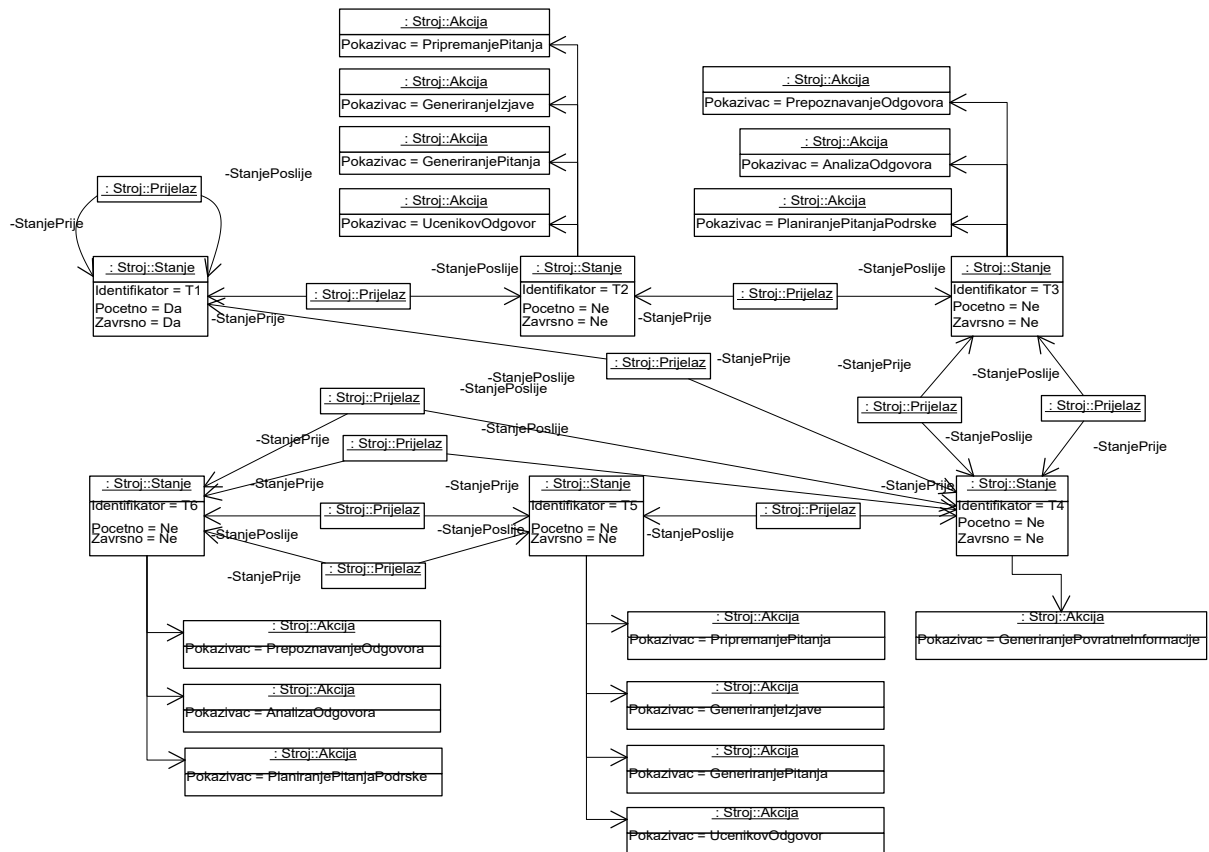 : Stroj::Akcija
Pokazivac = PripremanjePitanja
: Stroj::Akcija
Pokazivac = GeneriranjeIzjave
: Stroj::Akcija
Pokazivac = GeneriranjePitanja
: Stroj::Akcija
Pokazivac = UcenikovOdgovor
: Stroj::Akcija
Pokazivac = PrepoznavanjeOdgovora
: Stroj::Akcija
Pokazivac = AnalizaOdgovora
: Stroj::Akcija
Pokazivac = PlaniranjePitanjaPodrske
-StanjePoslije
: Stroj::Prijelaz
-StanjePrije
: Stroj::Stanje
Identifikator = T1
Pocetno = Da
Zavrsno = Da
: Stroj::Prijelaz
-StanjePoslije
-StanjePrije
: Stroj::Stanje
Identifikator = T2
Pocetno = Ne
Zavrsno = Ne
: Stroj::Prijelaz
-StanjePoslije
-StanjePrije
: Stroj::Stanje
Identifikator = T3
Pocetno = Ne
Zavrsno = Ne
: Stroj::Prijelaz
-StanjePrije
-StanjePoslije
-StanjePoslije
-StanjePrije
-StanjePoslije
: Stroj::Prijelaz
: Stroj::Prijelaz
-StanjePoslije
-StanjePrije
: Stroj::Prijelaz
-StanjePoslije
-StanjePrije
: Stroj::Prijelaz
-StanjePrije
-StanjePrije
-StanjePrije
: Stroj::Stanje
Identifikator = T6
Pocetno = Ne
Zavrsno = Ne
: Stroj::Prijelaz
-StanjePoslije
-StanjePoslije
: Stroj::Prijelaz
-StanjePrije
: Stroj::Stanje
Identifikator = T5
Pocetno = Ne
Zavrsno = Ne
: Stroj::Prijelaz
-StanjePoslije
: Stroj::Stanje
Identifikator = T4
Pocetno = Ne
Zavrsno = Ne
: Stroj::Akcija
Pokazivac = PrepoznavanjeOdgovora
: Stroj::Akcija
Pokazivac = AnalizaOdgovora
: Stroj::Akcija
Pokazivac = PlaniranjePitanjaPodrske
: Stroj::Akcija
Pokazivac = PripremanjePitanja
: Stroj::Akcija
Pokazivac = GeneriranjeIzjave
: Stroj::Akcija
Pokazivac = GeneriranjePitanja
: Stroj::Akcija
Pokazivac = UcenikovOdgovor
: Stroj::Akcija
Pokazivac = GeneriranjePovratneInformacije